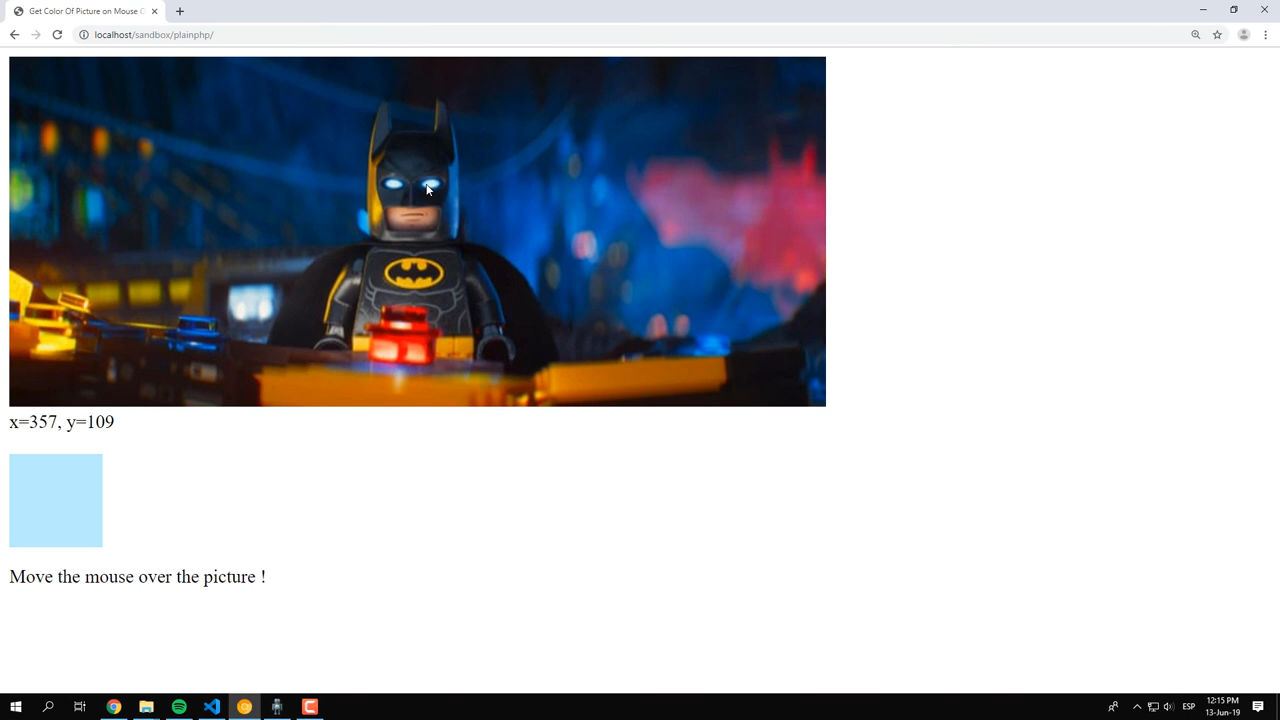 Get Color Of Picture on Mouse
localhost/sandbox/plainphp/
x=357, y=109
Move the mouse over the picture !
ESP
12:15 PM
13-Jun-19